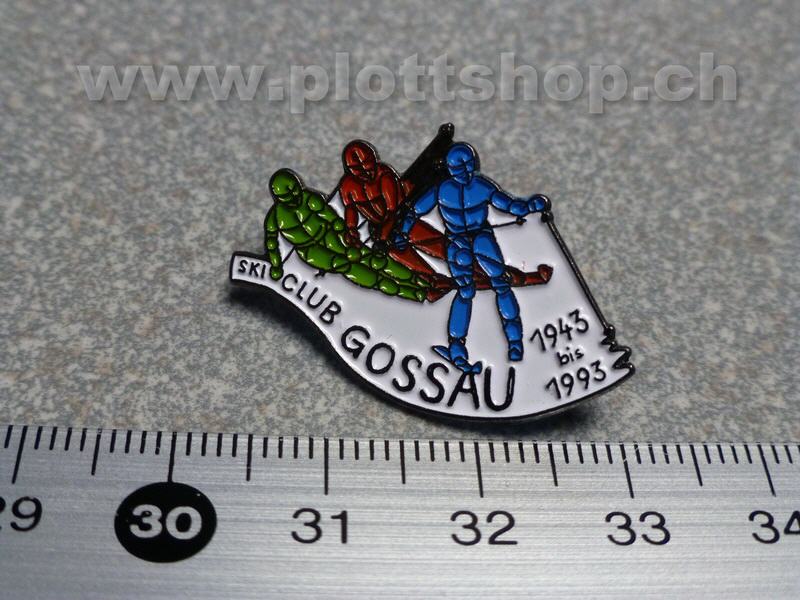 www.plottshop.ch
SKI CLUB GOSSAU
1943
bis
1993
29 30 31 32 33 34